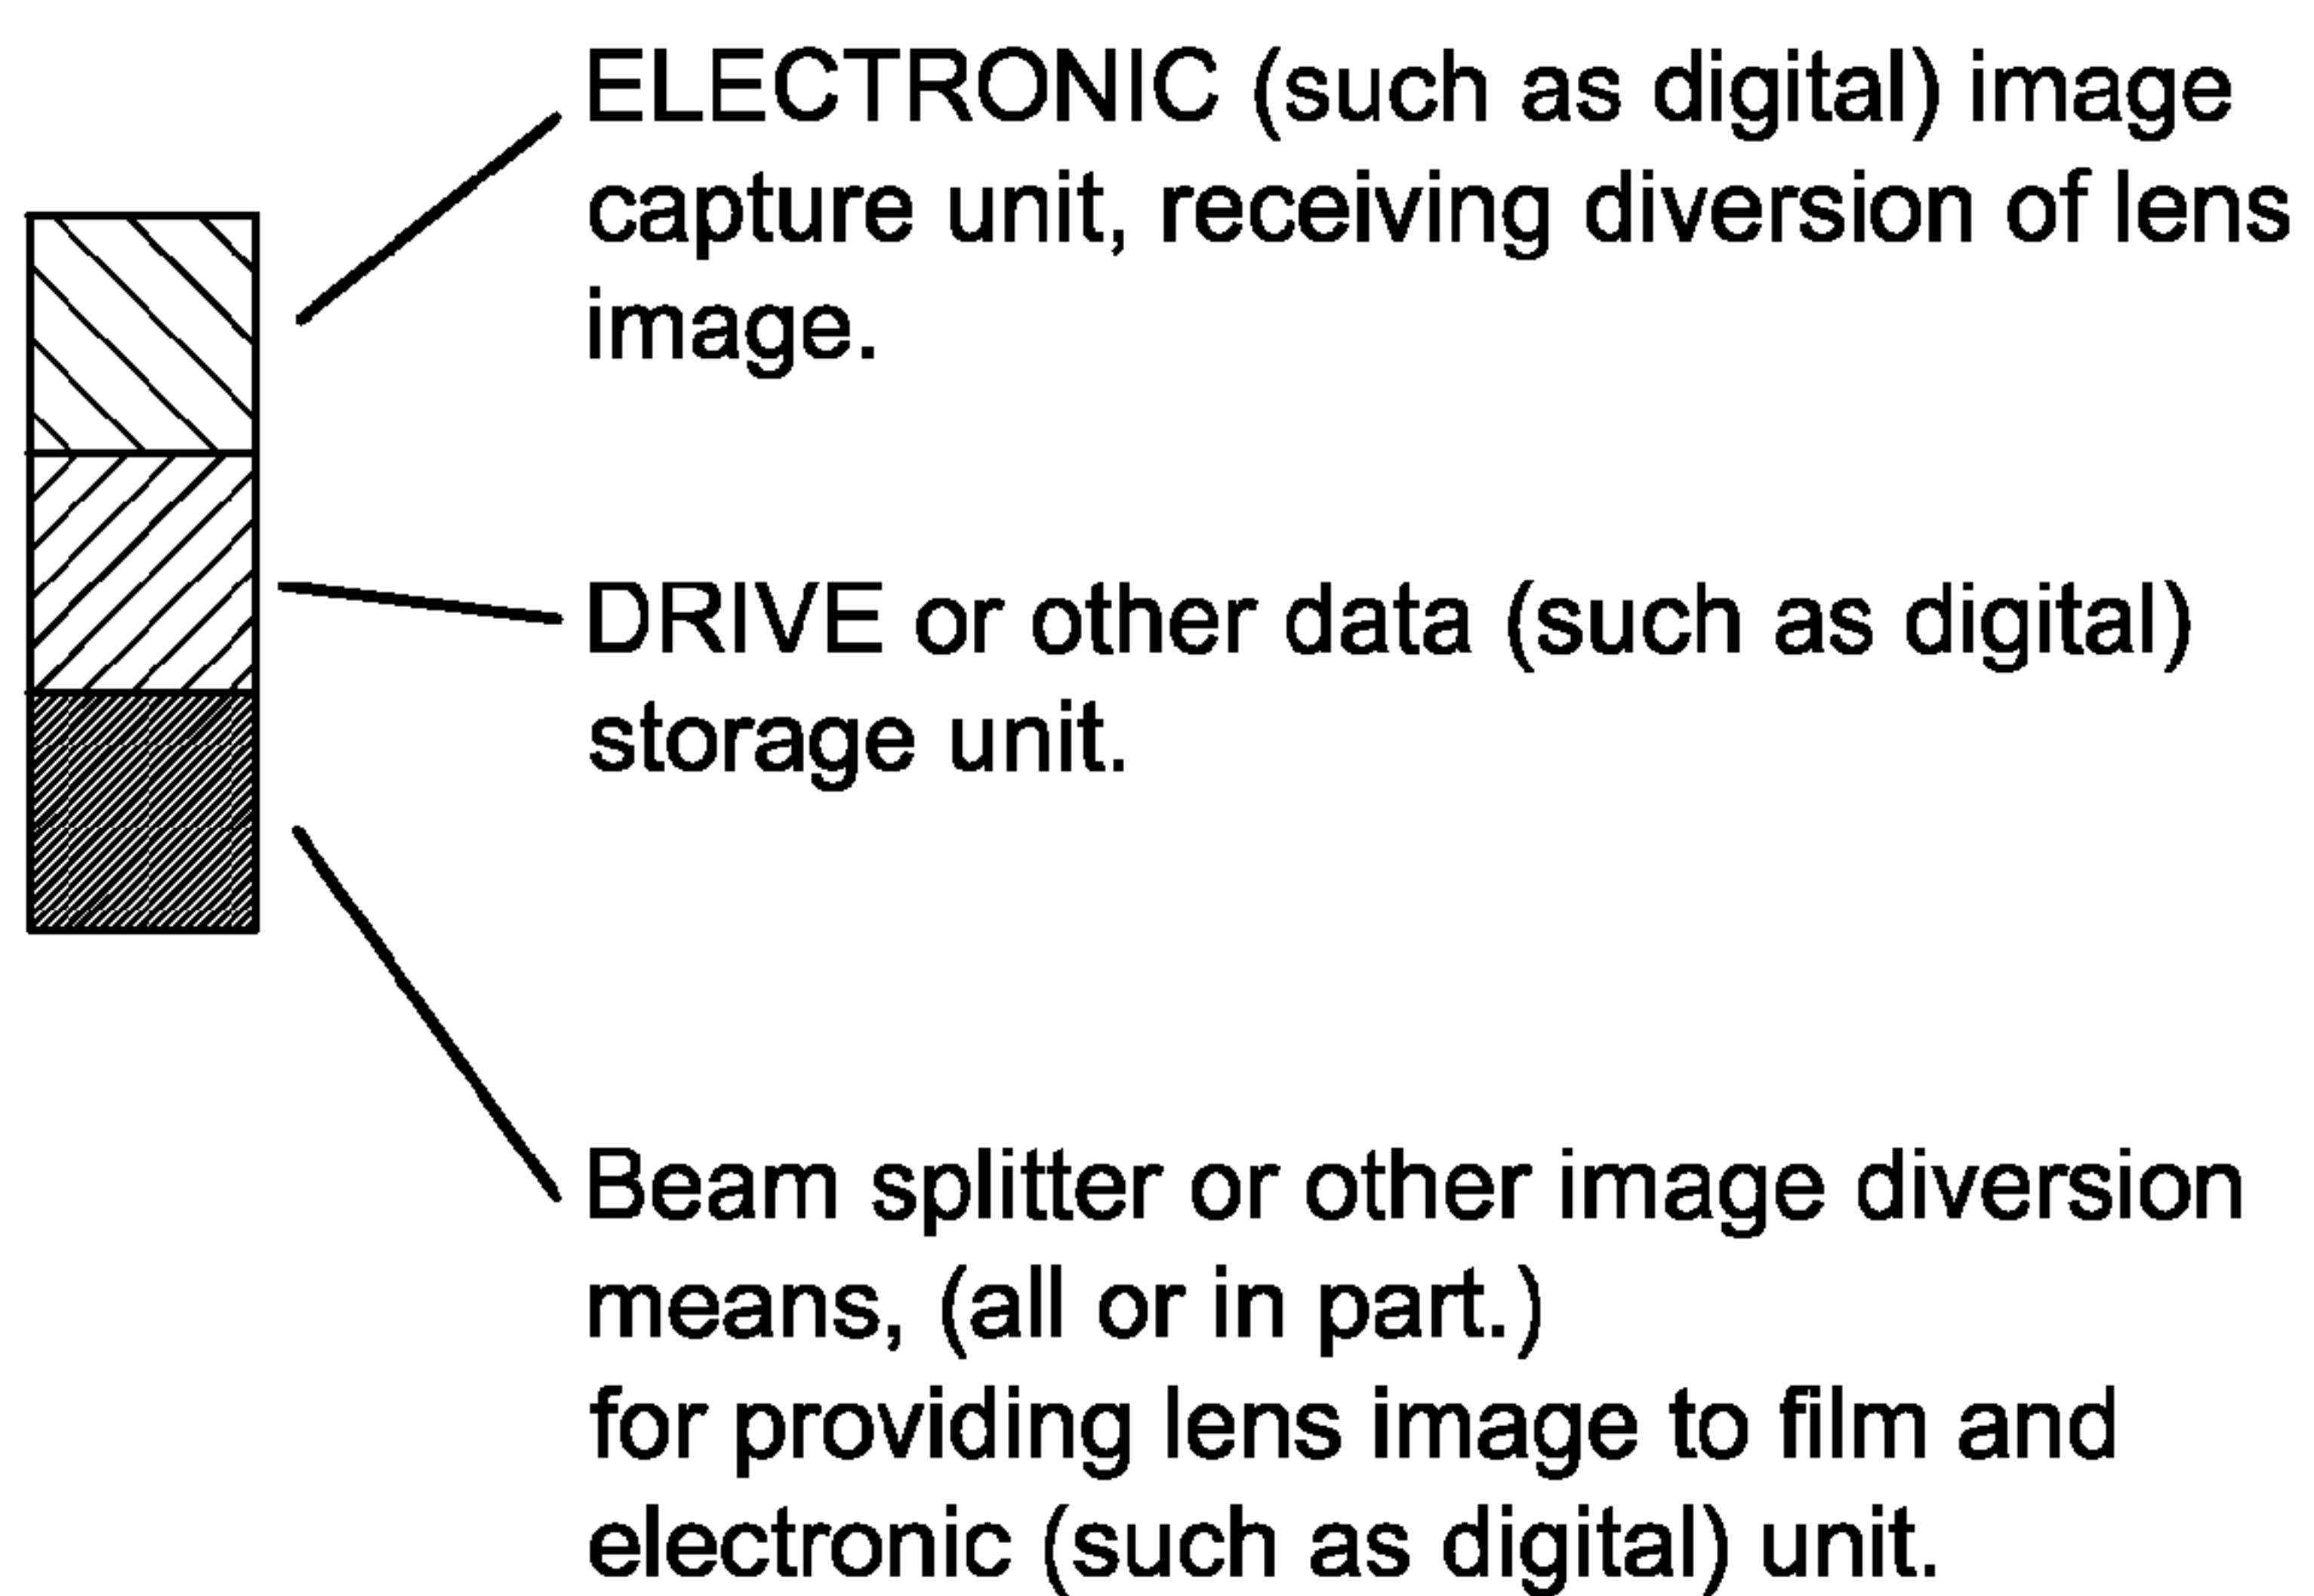 ELECTRONIC (such as digital) image
capture unit, receiving diversion of lens
image.
DRIVE or other data (such as digital)
storage unit.
Beam splitter or other image diversion
means, (all or in part.)
for providing lens image to film and
electronic (such as digital) unit.